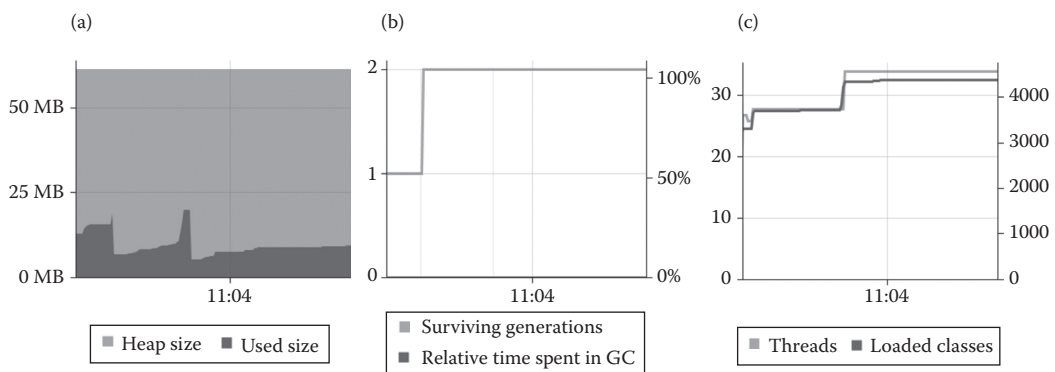 (a)
50 MB
25 MB
0 MB
11:04
Heap size
Used size
(b)
2
1
0
100%
50%
0%
11:04
Surviving generations
Relative time spent in GC
(c)
30
20
10
0
4000
3000
2000
1000
0
11:04
Threads
Loaded classes